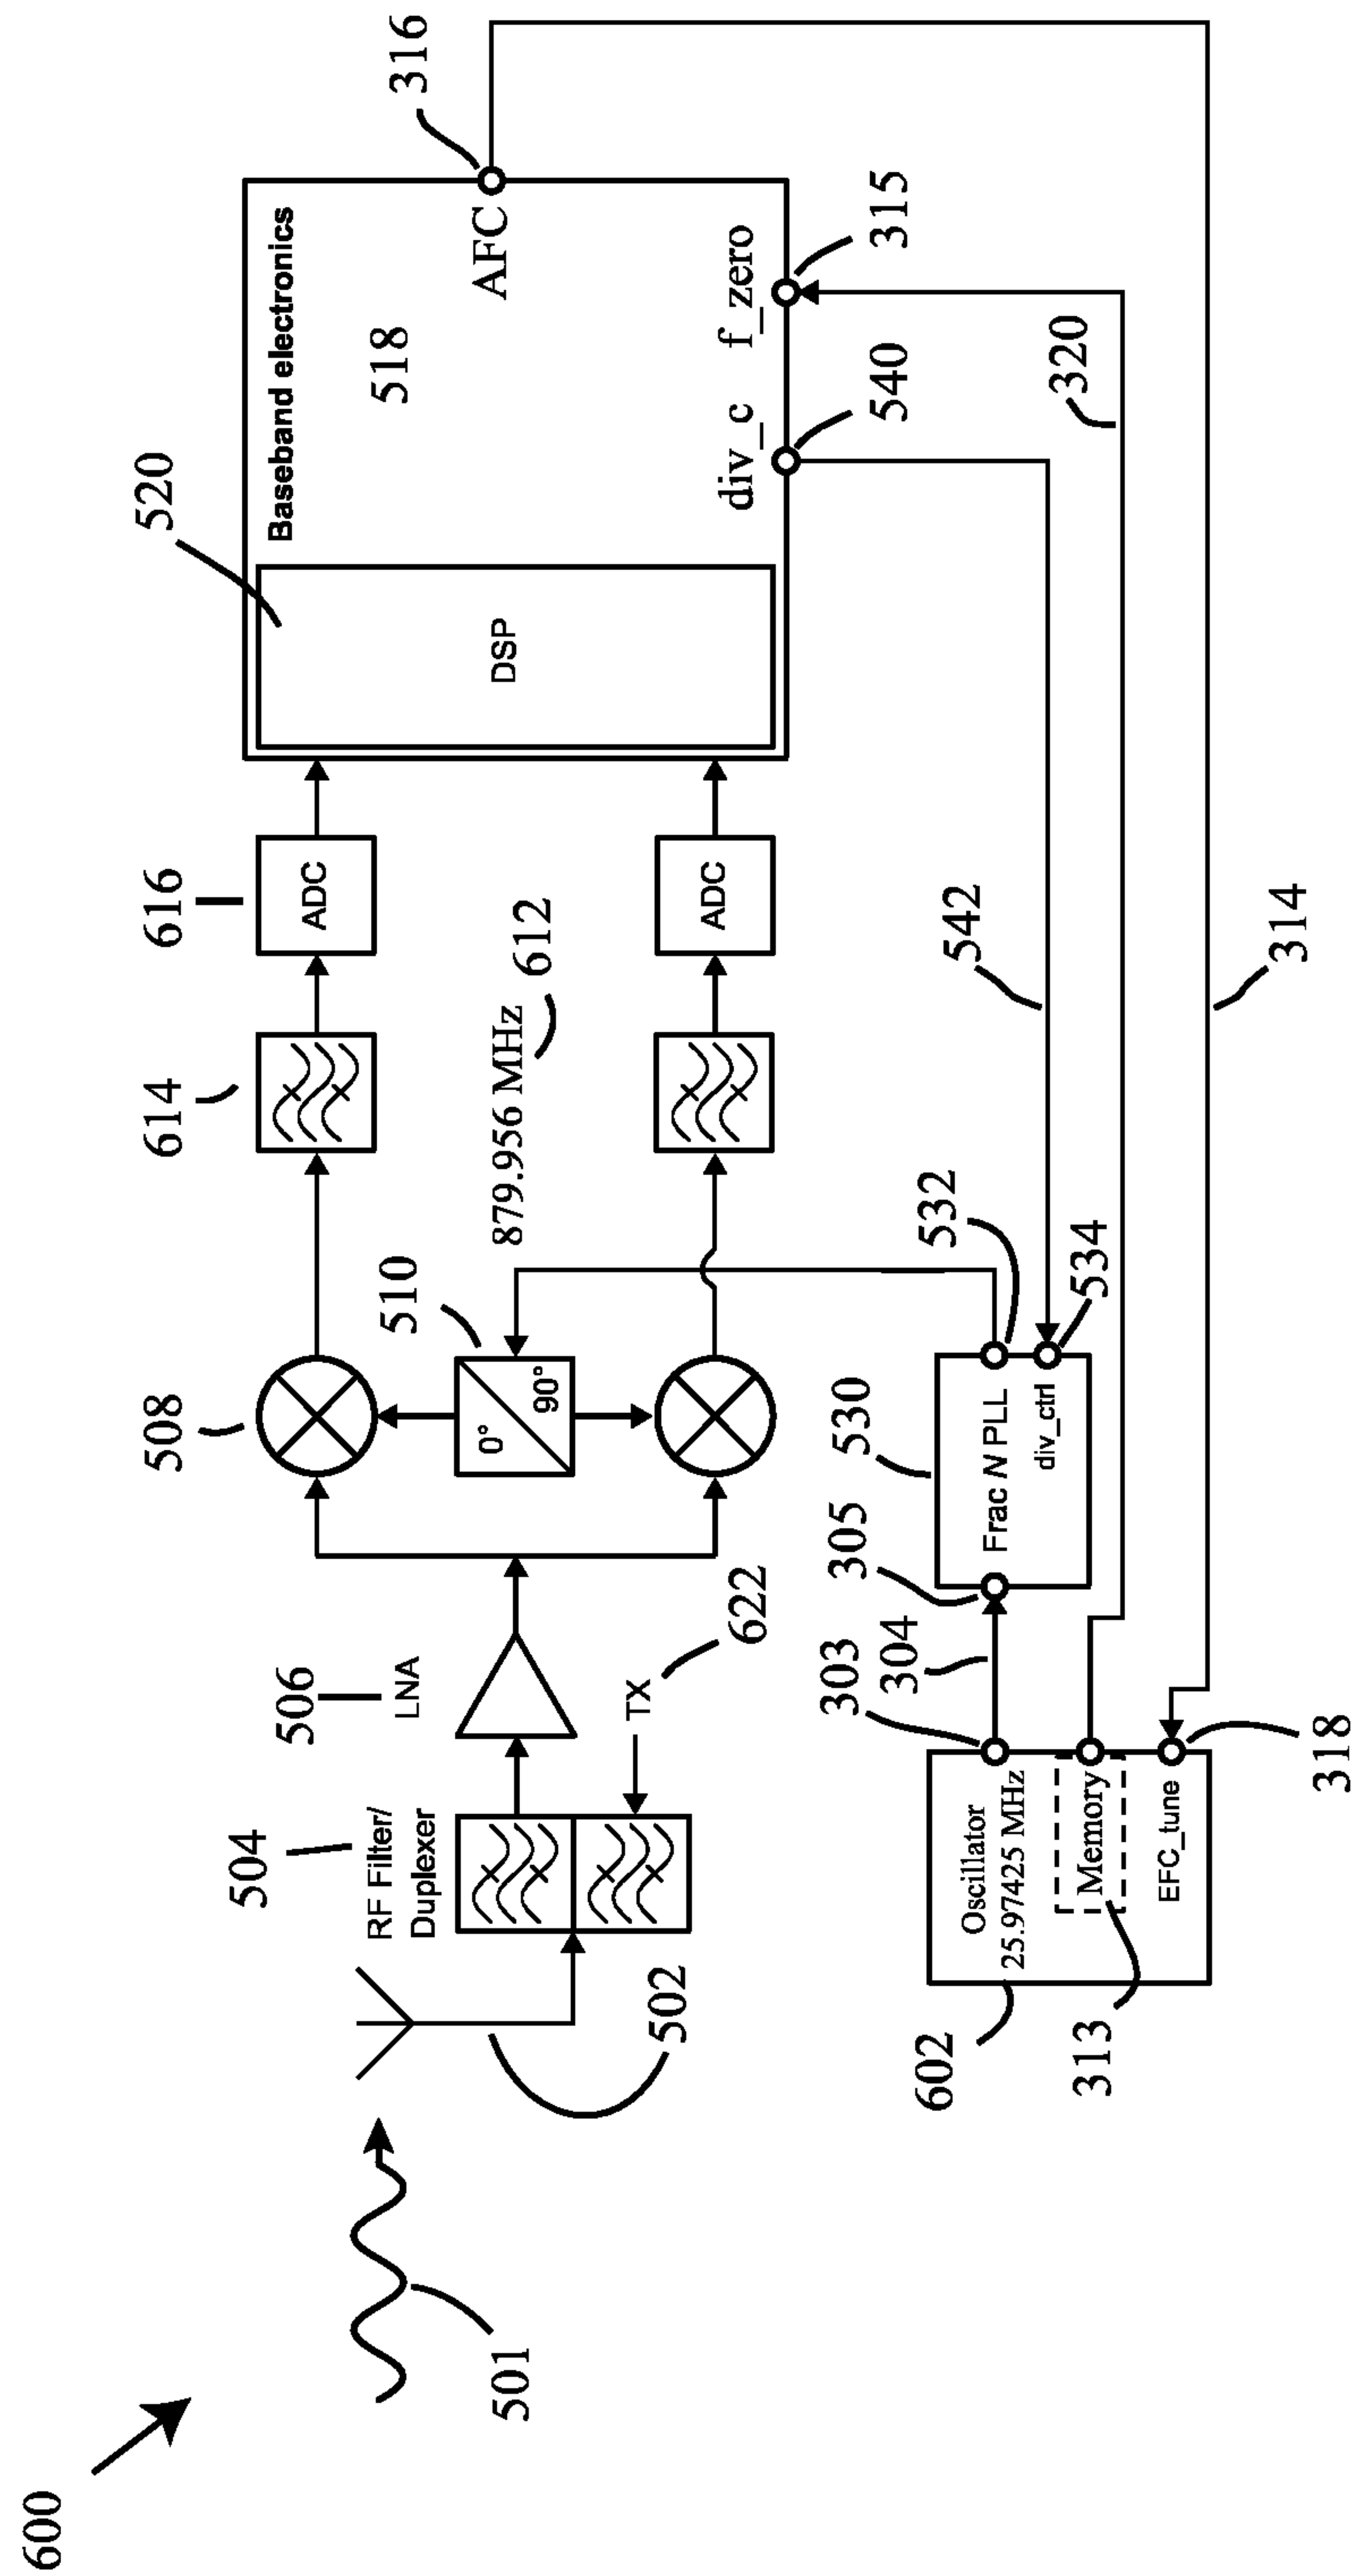 600
501
502
504
RF Filter/
Duplexer
506
LNA
TX
622
508
510
0°
90°
879.956 MHz
612
614
616
ADC
ADC
520
DSP
Baseband electronics
518
AFC
316
div_c
f_zero
540
315
320
542
314
602
Oscillator
25.97425 MHz
Memory
EFC_tune
313
318
303
304
305
530
Frac N PLL
div_ctrl
532
534